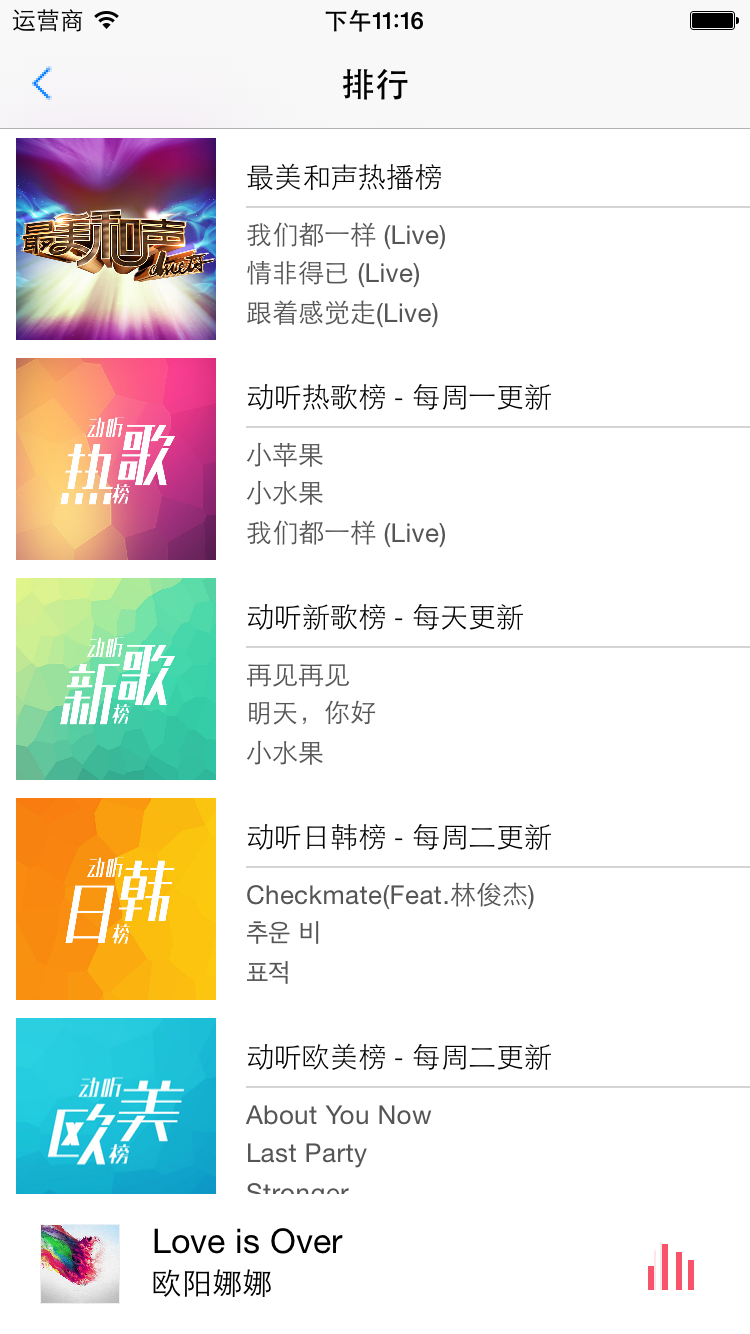 运营商
下午11:16
排行
最美和声
最美和声热播榜
我们都一样 (Live)
情非得已 (Live)
跟着感觉走(Live)
动听
热歌
榜
动听热歌榜 - 每周一更新
小苹果
小水果
我们都一样 (Live)
动听
新歌
榜
动听新歌榜 - 每天更新
再见再见
明天，你好
小水果
动听
日韩
榜
动听日韩榜 - 每周二更新
Checkmate(Feat.林俊杰)
추운 비
표적
动听
欧美
榜
动听欧美榜 - 每周二更新
About You Now
Last Party
Stronger
Love is Over
欧阳娜娜